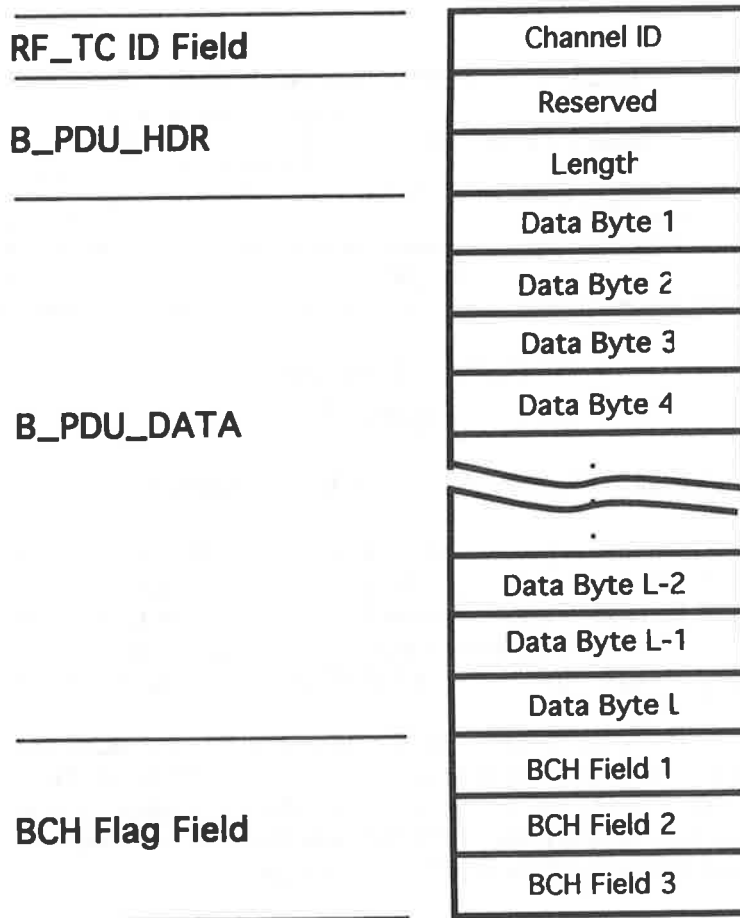 RF_TC ID Field
Channel ID
B_PDU_HDR
Reserved
Length
B_PDU_DATA
Data Byte 1
Data Byte 2
Data Byte 3
Data Byte 4
Data Byte L-2
Data Byte L-1
Data Byte L
BCH Flag Field
BCH Field 1
BCH Field 2
BCH Field 3